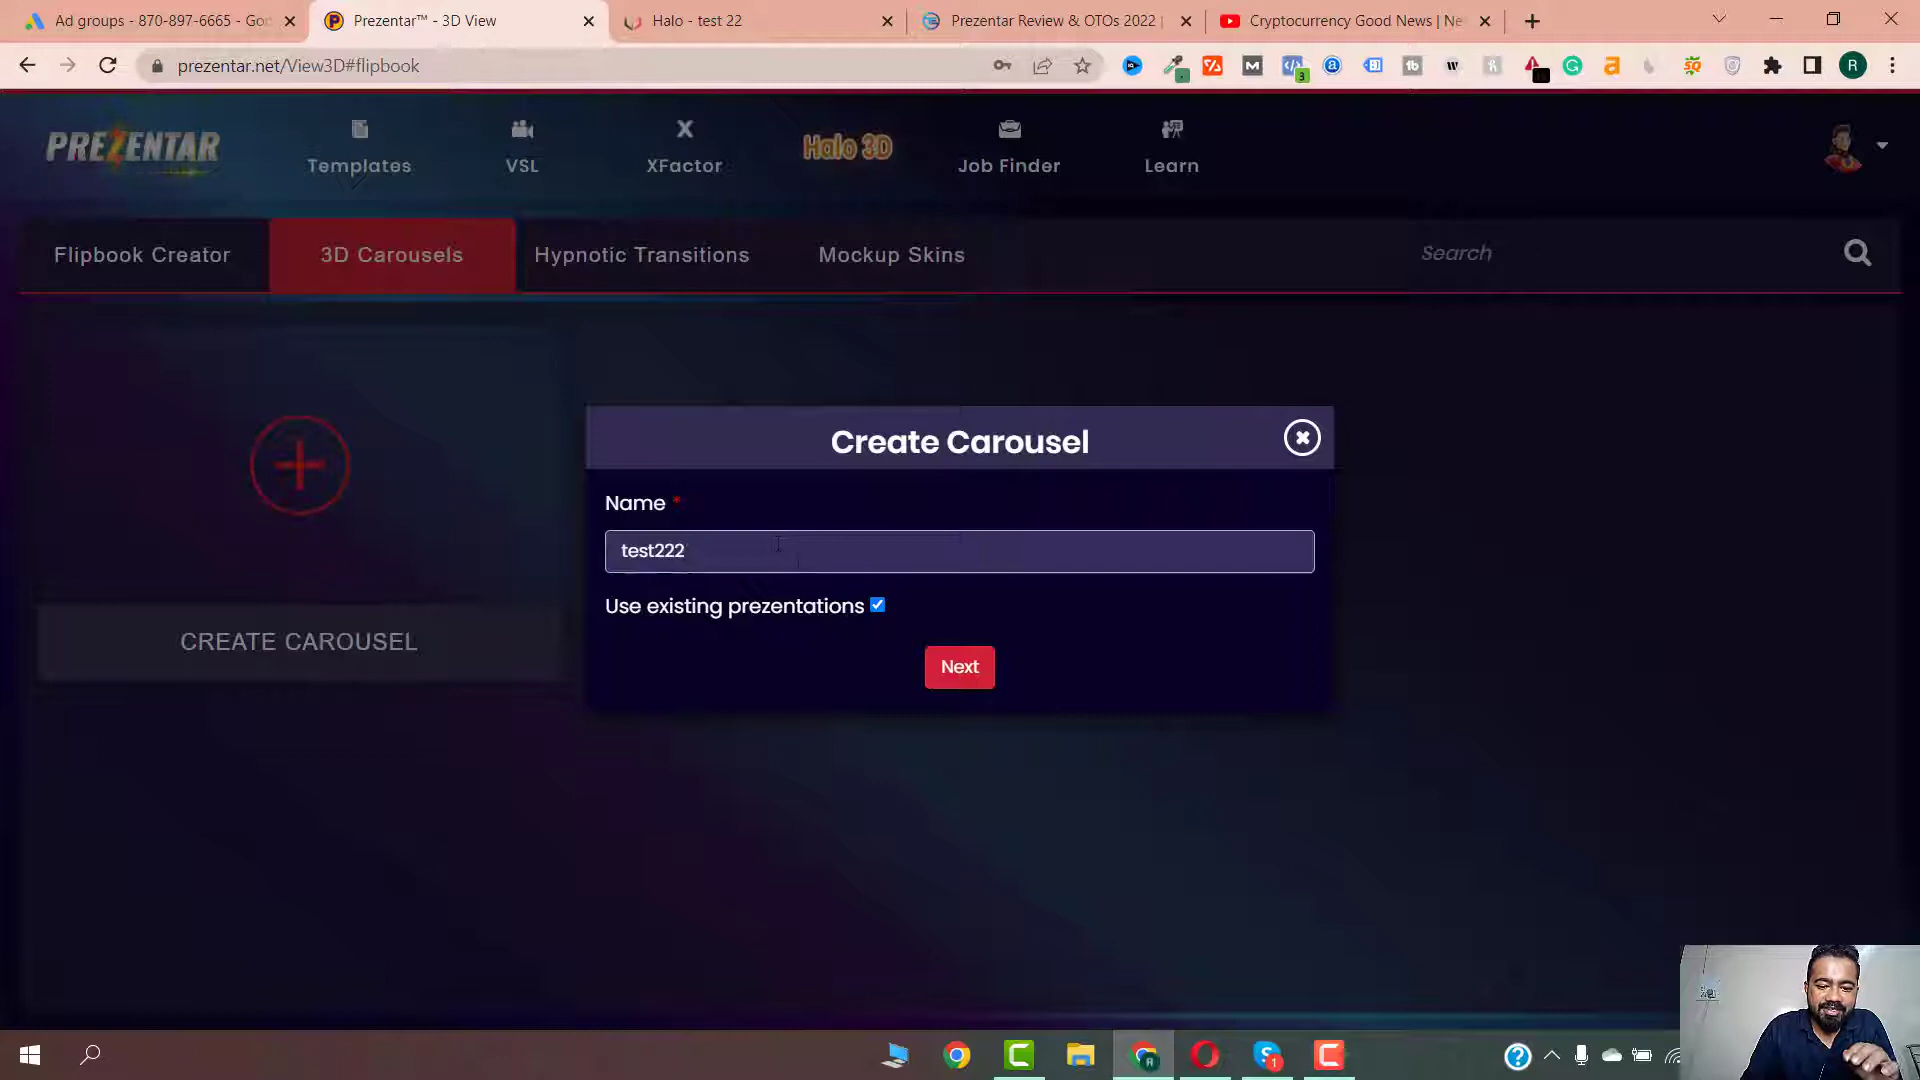 Ad groups - 870-897-6665 - Goo
Prezentar™ - 3D View
Halo - test 22
Prezentar Review & OTOs 2022 |
Cryptocurrency Good News | Ne
prezentar.net/View3D#flipbook
PREZENTAR
Templates
VSL
XFactor
Halo 3D
Job Finder
Learn
Flipbook Creator
3D Carousels
Hypnotic Transitions
Mockup Skins
Search
Create Carousel
Name *
test222
Use existing prezentations
Next
CREATE CAROUSEL